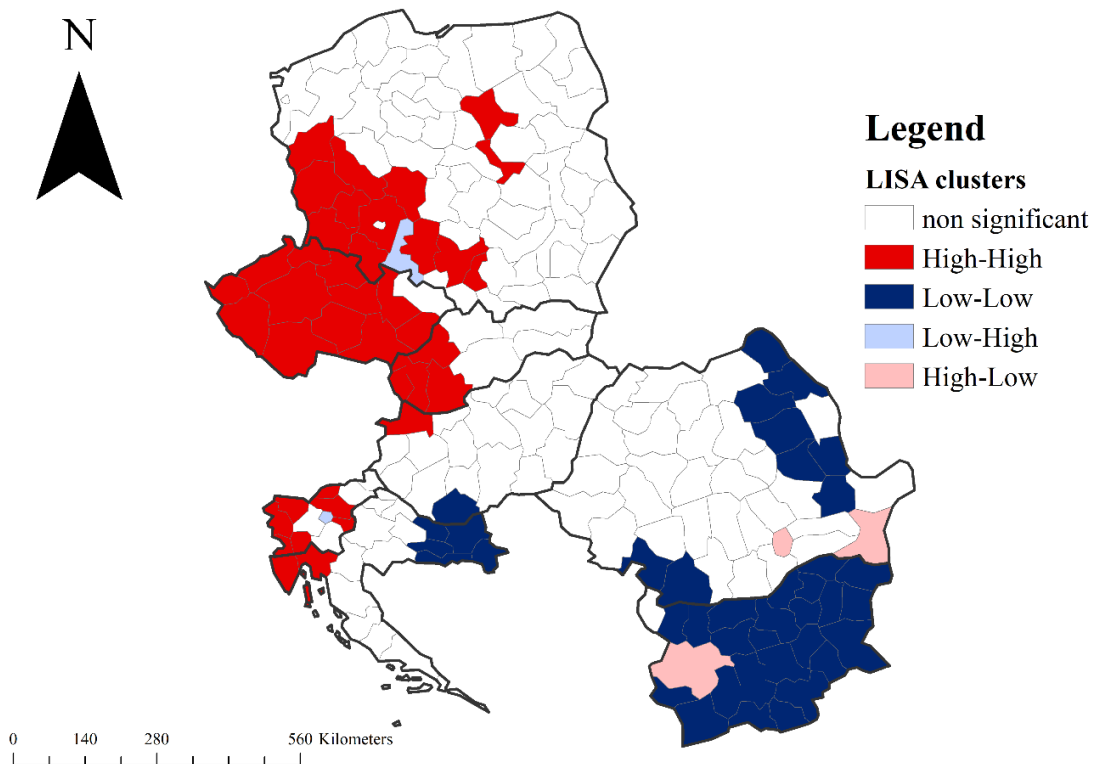 N
Legend
LISA clusters
non significant
High-High
Low-Low
Low-High
High-Low
0 140 280 560 Kilometers